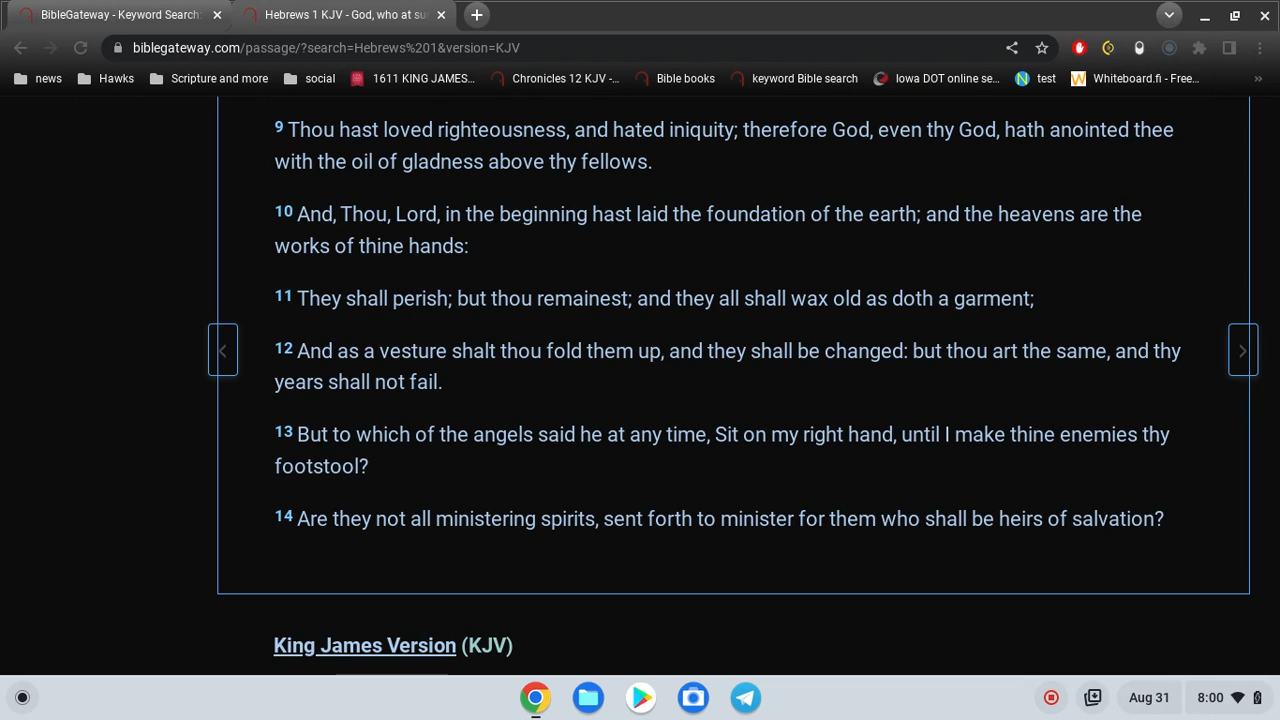 BibleGateway - Keyword Search:
Hebrews 1 KJV - God, who at su
biblegateway.com/passage/?search=Hebrews%201&version=KJV
news Hawks Scripture and more social 1611 KING JAMES... Chronicles 12 KJV -... Bible books keyword Bible search Iowa DOT online se... test Whiteboard.fi - Free... »
9 Thou hast loved righteousness, and hated iniquity; therefore God, even thy God, hath anointed thee
with the oil of gladness above thy fellows.
10 And, Thou, Lord, in the beginning hast laid the foundation of the earth; and the heavens are the
works of thine hands:
11 They shall perish; but thou remainest; and they all shall wax old as doth a garment;
12 And as a vesture shalt thou fold them up, and they shall be changed: but thou art the same, and thy
years shall not fail.
13 But to which of the angels said he at any time, Sit on my right hand, until I make thine enemies thy
footstool?
14 Are they not all ministering spirits, sent forth to minister for them who shall be heirs of salvation?
King James Version (KJV)
Aug 31 8:00